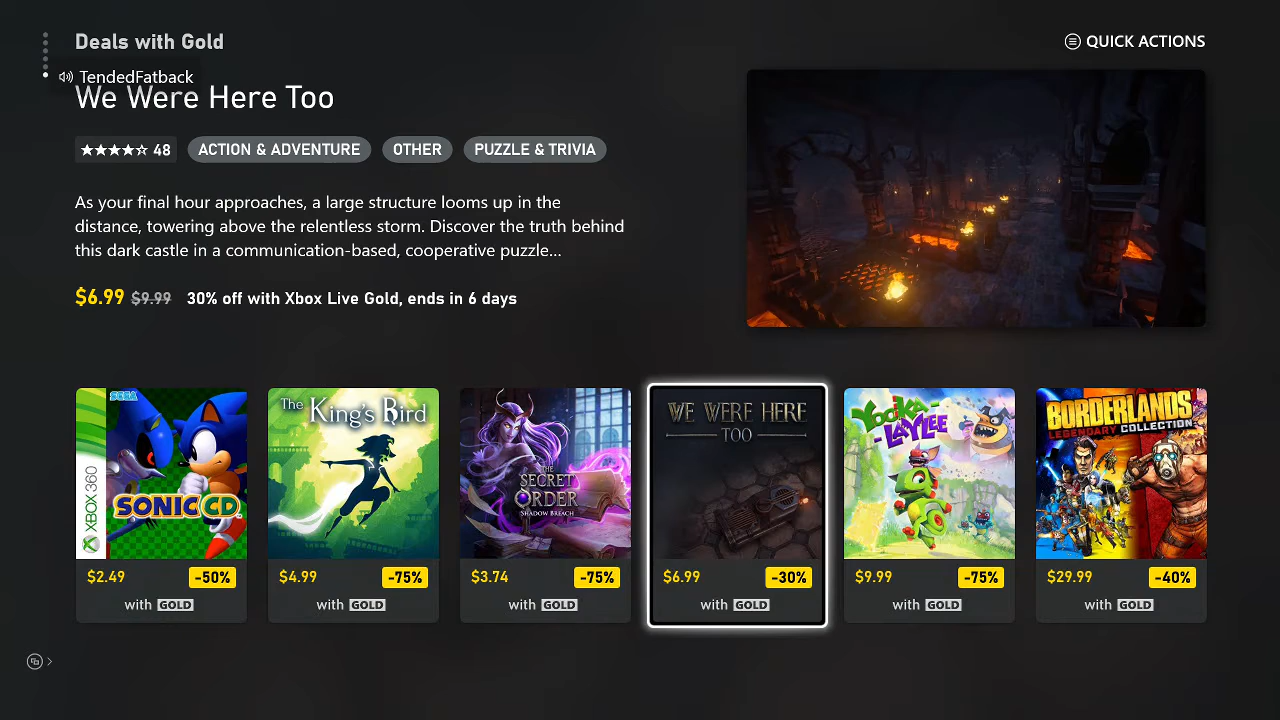 Deals with Gold
QUICK ACTIONS
TendedFatback
We Were Here Too
★★★★☆ 48
ACTION & ADVENTURE
OTHER
PUZZLE & TRIVIA
As your final hour approaches, a large structure looms up in the
distance, towering above the relentless storm. Discover the truth behind
this dark castle in a communication-based, cooperative puzzle...
$6.99 $9.99 30% off with Xbox Live Gold, ends in 6 days
XBOX 360
SEGA
SONIC CD
$2.49 -50%
with GOLD
The King's Bird
$4.99 -75%
with GOLD
THE
SECRET
ORDER
SHADOW BREACH
$3.74 -75%
with GOLD
WE WERE HERE
TOO
$6.99 -30%
with GOLD
Yooka-
-LAYLEE
$9.99 -75%
with GOLD
BORDERLANDS
LEGENDARY COLLECTION
$29.99 -40%
with GOLD